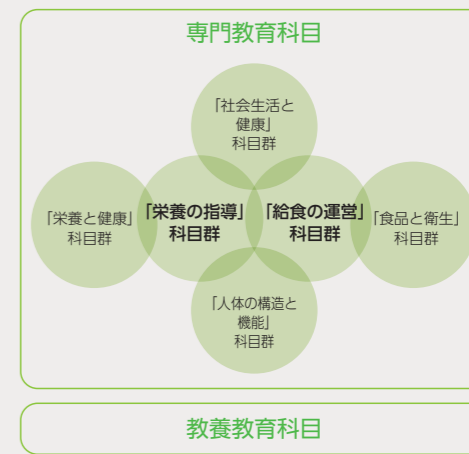 専門教育科目
「社会生活と
健康」
科目群
「栄養と健康」
科目群
「栄養の指導」
科目群
「給食の運営」
科目群
「食品と衛生」
科目群
「人体の構造と
機能」
科目群
教養教育科目